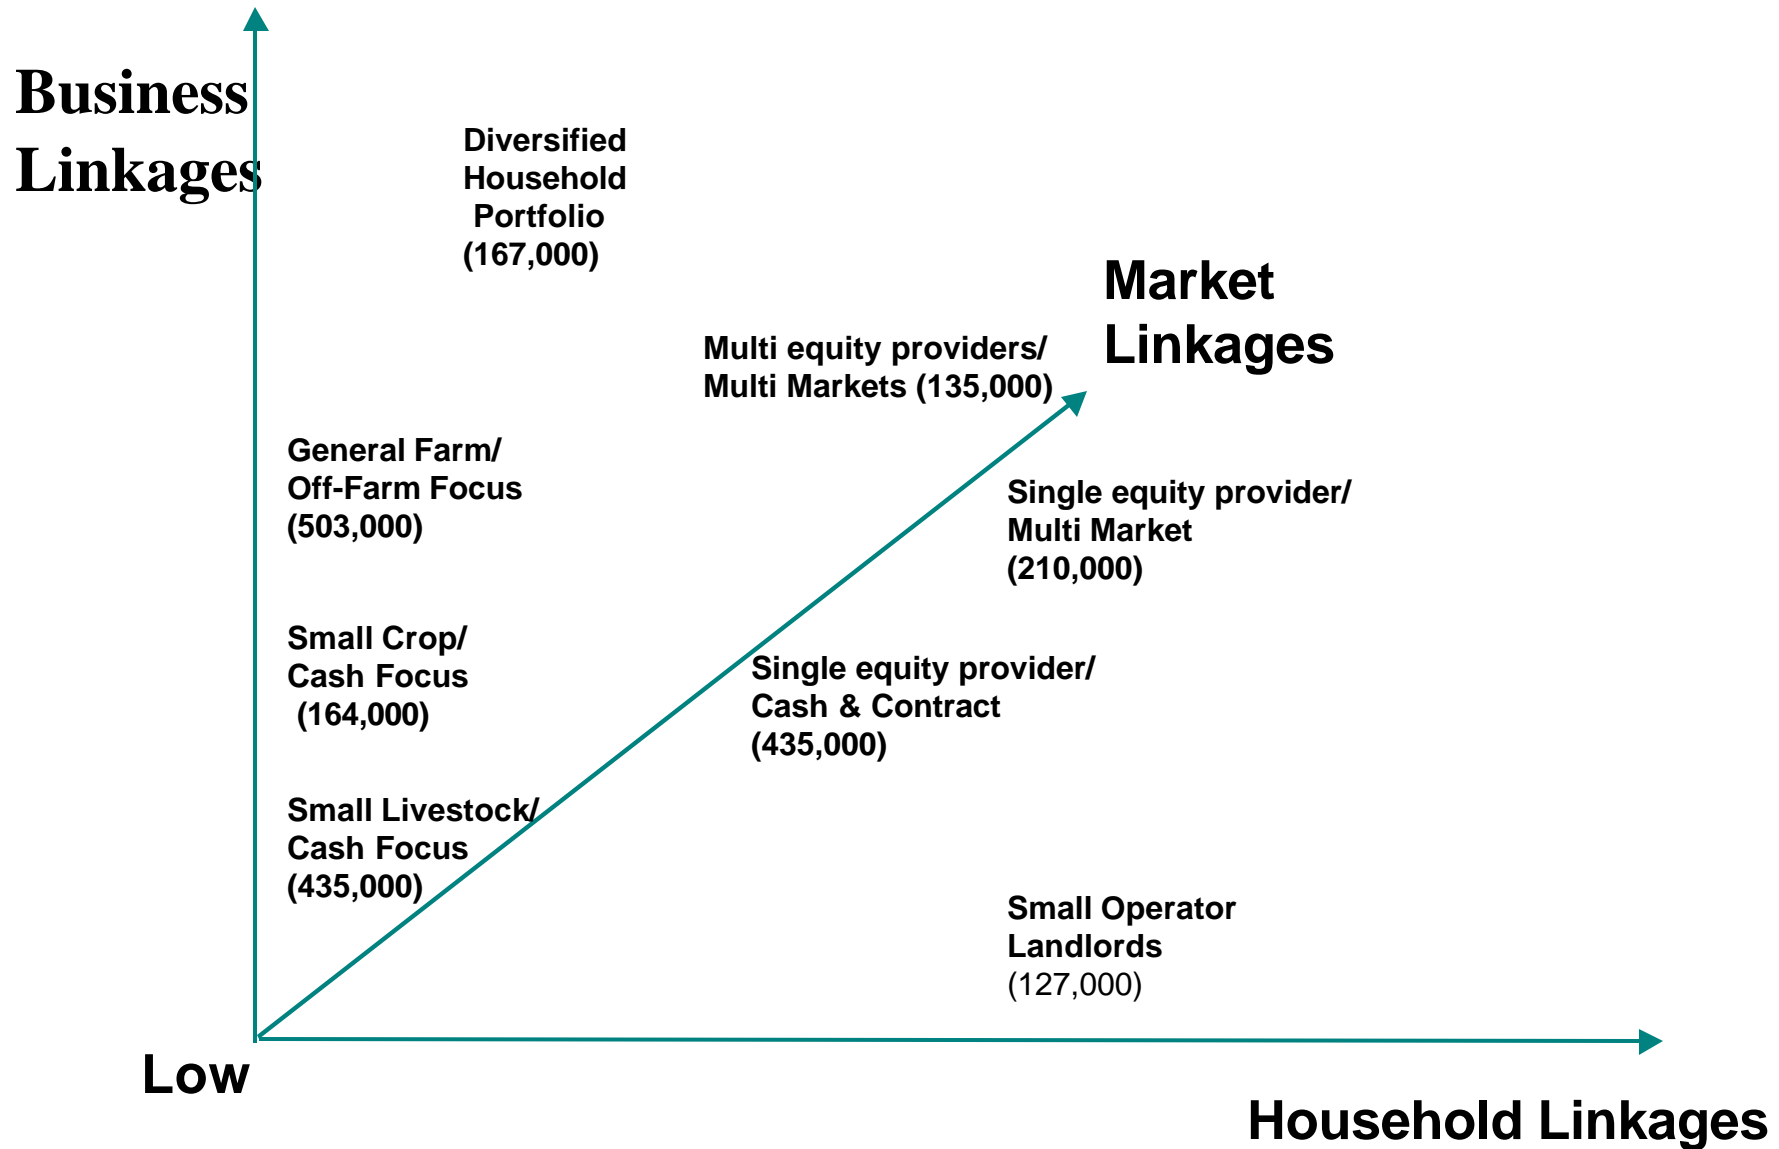 Business
Linkages
Diversified
Household
Portfolio
(167,000)
Market
Linkages
Multi equity providers/
Multi Markets (135,000)
General Farm/
Off-Farm Focus
(503,000)
Single equity provider/
Multi Market
(210,000)
Small Crop/
Cash Focus
(164,000)
Single equity provider/
Cash & Contract
(435,000)
Small Livestock/
Cash Focus
(435,000)
Small Operator
Landlords
(127,000)
Low
Household Linkages